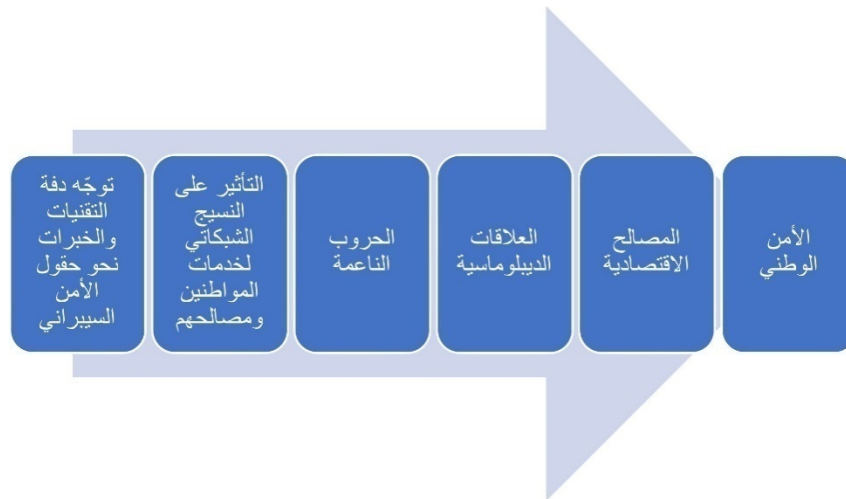 الأمن
الوطني
المصالح
الاقتصادية
العلاقات
الديبلوماسية
الحروب
الناعمة
التأثير على
النسيج
الشبكاتي
لخدمات
المواطنين
ومصالحهم
توجّه دفة
التقنيات
والخبرات
نحو حقول
الأمن
السيبراني